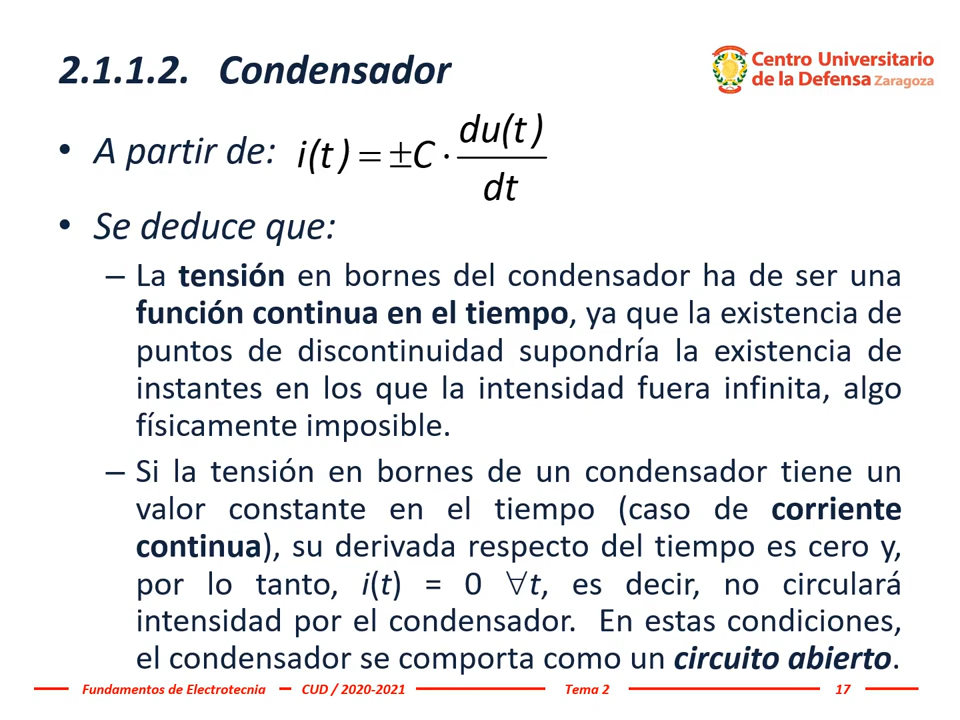 2.1.1.2. Condensador
Centro Universitario
de la Defensa Zaragoza
• A partir de: i(t) = ±C · du(t)/dt
• Se deduce que:
– La tensión en bornes del condensador ha de ser una
función continua en el tiempo, ya que la existencia de
puntos de discontinuidad supondría la existencia de
instantes en los que la intensidad fuera infinita, algo
físicamente imposible.
– Si la tensión en bornes de un condensador tiene un
valor constante en el tiempo (caso de corriente
continua), su derivada respecto del tiempo es cero y,
por lo tanto, i(t) = 0 ∀t, es decir, no circulará
intensidad por el condensador. En estas condiciones,
el condensador se comporta como un circuito abierto.
Fundamentos de Electrotecnia CUD / 2020-2021 Tema 2 17